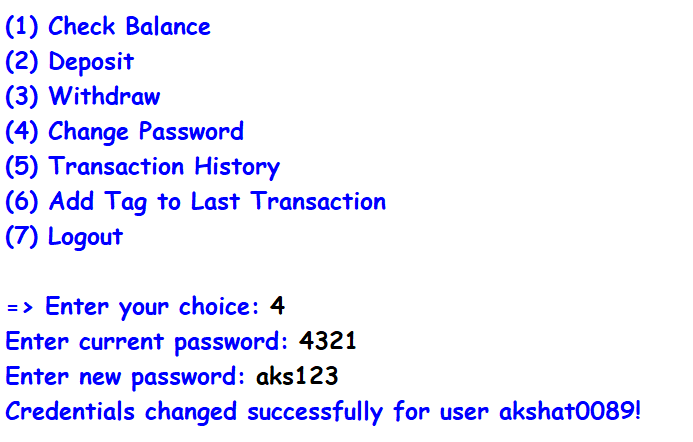 (1) Check Balance
(2) Deposit
(3) Withdraw
(4) Change Password
(5) Transaction History
(6) Add Tag to Last Transaction
(7) Logout
=> Enter your choice: 4
Enter current password: 4321
Enter new password: aks123
Credentials changed successfully for user akshat0089!